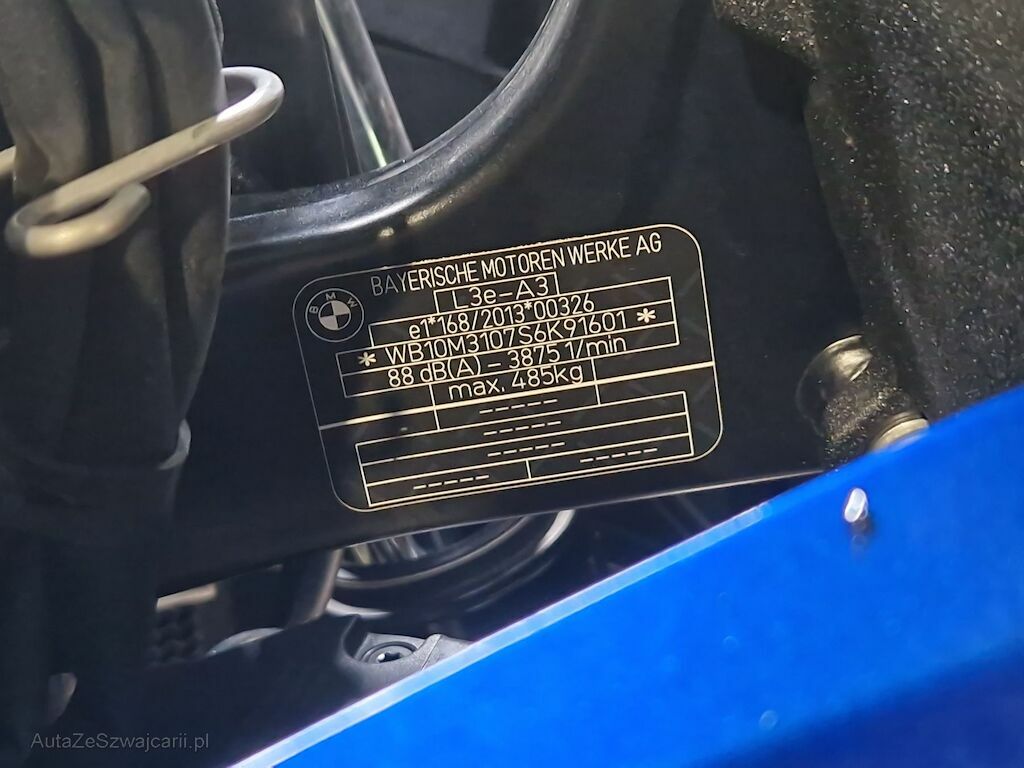 BMW
BAYERISCHE MOTOREN WERKE AG
L3e-A3
e1*168/2013*00326
* WB10M3107S6K91601 *
88 dB(A) - 3875 1/min
max. 485kg
-----
-----
-----
----- -----
AutaZeSzwajcarii.pl